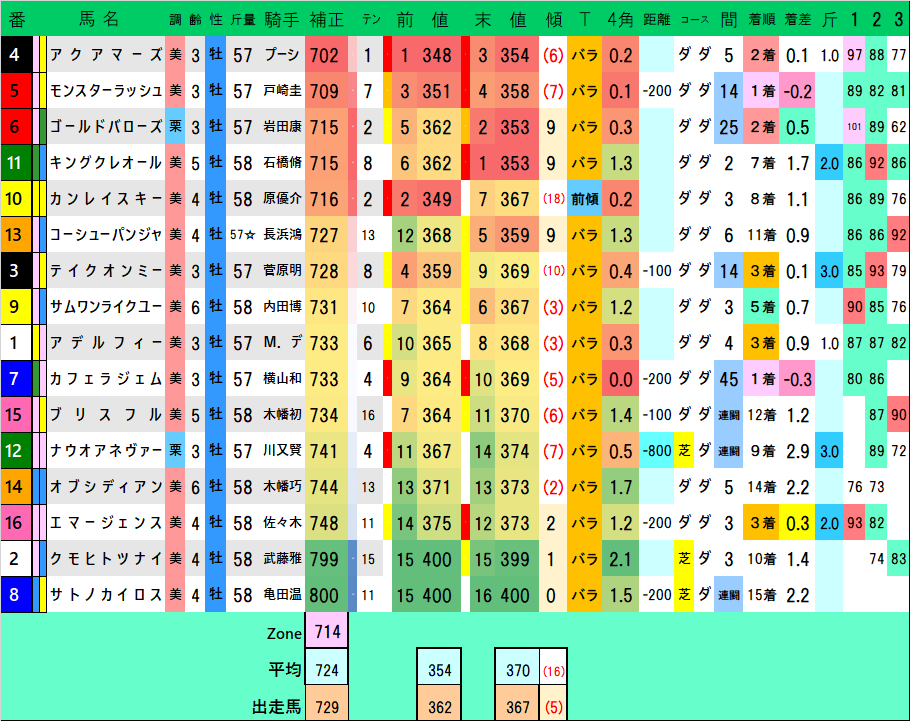 番 馬名 調 齢 性 斤量 騎手 補正 テン 前 値 末 値 傾 T 4角 距離 コース 間 着順 着差 斤 1 2 3
4 アクアマーズ 美 3 牡 57 プーシ 702 1 1 348 3 354 (6) バラ 0.2 ダ ダ 5 2着 0.1 1.0 97 88 77
5 モンスターラッシュ 美 3 牡 57 戸崎圭 709 7 3 351 4 358 (7) バラ 0.1 -200 ダ ダ 14 1着 -0.2 89 82 81
6 ゴールドバローズ 栗 3 牡 57 岩田康 715 2 5 362 2 353 9 バラ 0.3 ダ ダ 25 2着 0.5 101 89 62
11 キングクレオール 美 5 牡 58 石橋脩 715 8 6 362 1 353 9 バラ 1.3 ダ ダ 2 7着 1.7 2.0 86 92 86
10 カンレイスキー 美 4 牡 58 原優介 716 2 2 349 7 367 (18) 前傾 0.2 ダ ダ 3 8着 1.1 86 89 76
13 コーシューパンジャ 美 4 牡 57☆ 長浜鴻 727 13 12 368 5 359 9 バラ 1.3 ダ ダ 6 11着 0.9 86 86 92
3 テイクオンミー 美 3 牡 57 菅原明 728 8 4 359 9 369 (10) バラ 0.4 -100 ダ ダ 14 3着 0.1 3.0 85 93 79
9 サムワンライクユー 美 6 牡 58 内田博 731 10 7 364 6 367 (3) バラ 1.2 ダ ダ 3 5着 0.7 90 85 76
1 アデルフィー 美 3 牡 57 M.デ 733 6 10 365 8 368 (3) バラ 0.3 ダ ダ 4 3着 0.9 1.0 87 87 82
7 カフェラジェム 美 3 牡 57 横山和 733 4 9 364 10 369 (5) バラ 0.0 -200 ダ ダ 45 1着 -0.3 80 86
15 ブリスフル 美 5 牡 58 木幡初 734 16 7 364 11 370 (6) バラ 1.4 -100 ダ ダ 連闘 12着 1.2 87 90
12 ナウオアネヴァー 栗 3 牡 57 川又賢 741 4 11 367 14 374 (7) バラ 0.5 -800 芝 ダ 連闘 9着 2.9 3.0 89 72
14 オブシディアン 美 6 牡 58 木幡巧 744 13 13 371 13 373 (2) バラ 1.7 ダ ダ 5 14着 2.2 76 73
16 エマージェンス 美 4 牡 58 佐々木 748 11 14 375 12 373 2 バラ 1.2 -200 ダ ダ 3 3着 0.3 2.0 93 82
2 クモヒトツナイ 美 4 牡 58 武藤雅 799 15 15 400 15 399 1 バラ 2.1 芝 ダ 3 10着 1.4 74 83
8 サトノカイロス 美 4 牡 58 亀田温 800 11 15 400 16 400 0 バラ 1.5 -200 芝 ダ 連闘 15着 2.2
Zone 714
平均 724 354 370 (16)
出走馬 729 362 367 (5)